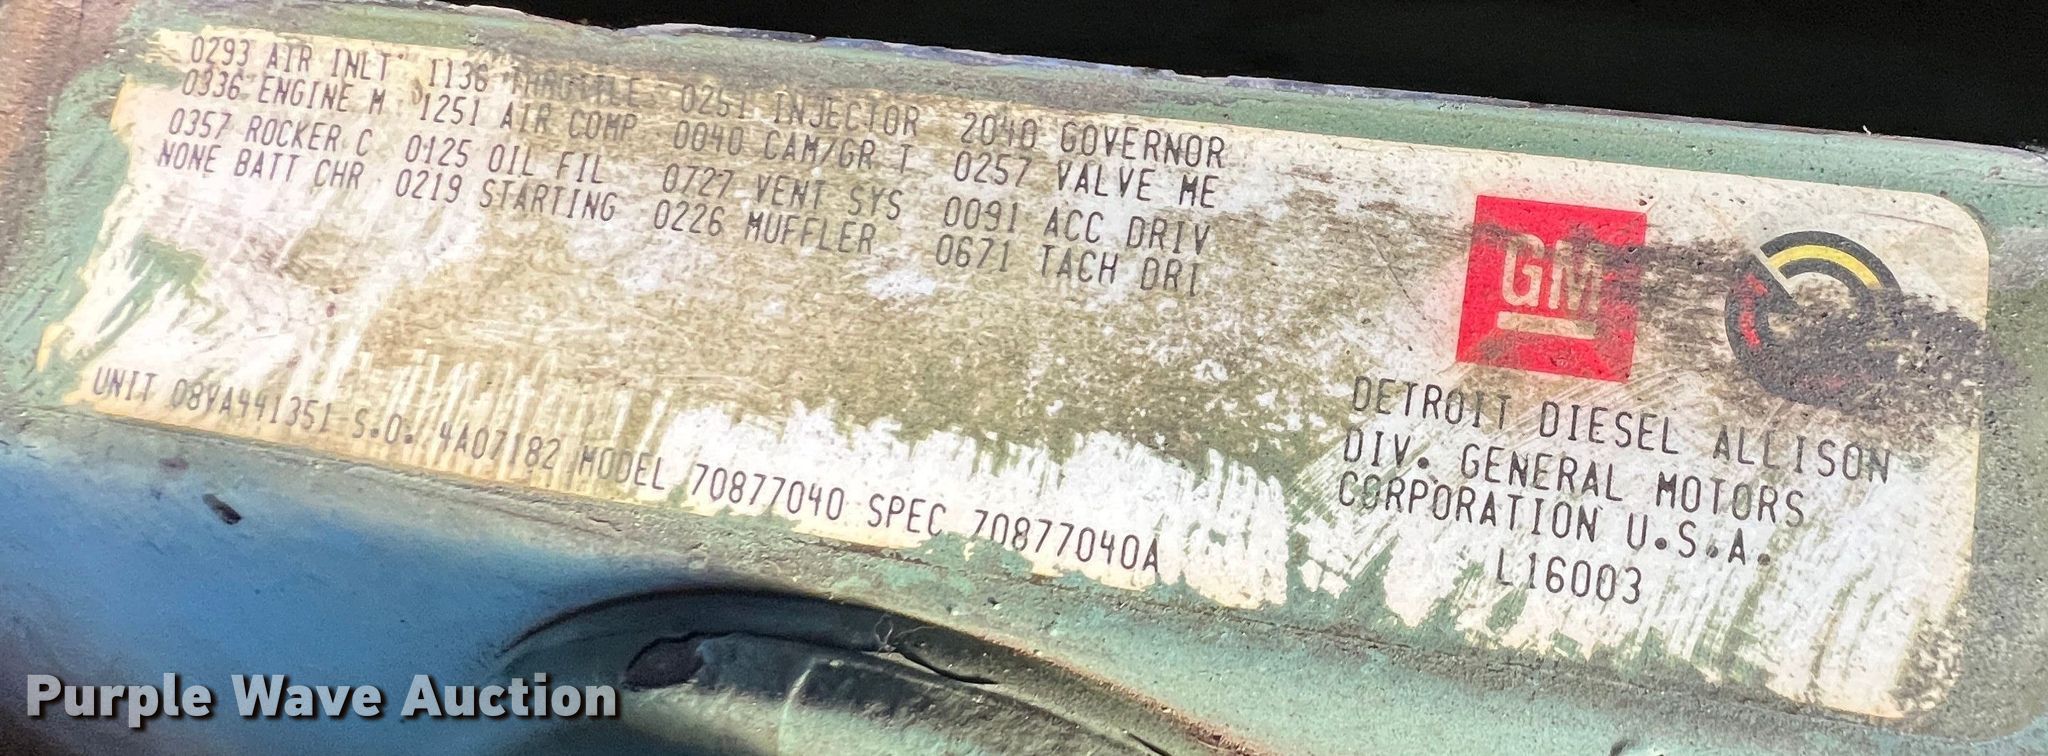 0293 AIR INLT 1136 THROTTLE 0251 INJECTOR 2040 GOVERNOR
0336 ENGINE M 1251 AIR COMP 0040 CAM/GR T 0257 VALVE ME
0357 ROCKER C 0125 OIL FIL 0727 VENT SYS 0091 ACC DRIV
NONE BATT CHR 0219 STARTING 0226 MUFFLER 0671 TACH DRI
UNIT 08VA441351 S.O. 4A07182 MODEL 70877040 SPEC 70877040A
GM
DETROIT DIESEL ALLISON
DIV. GENERAL MOTORS
CORPORATION U.S.A.
L16003
Purple Wave Auction